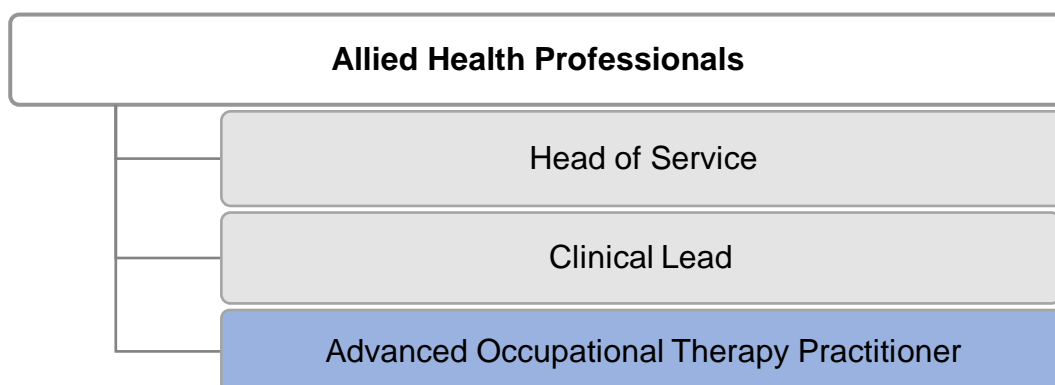 Allied Health Professionals
Head of Service
Clinical Lead
Advanced Occupational Therapy Practitioner